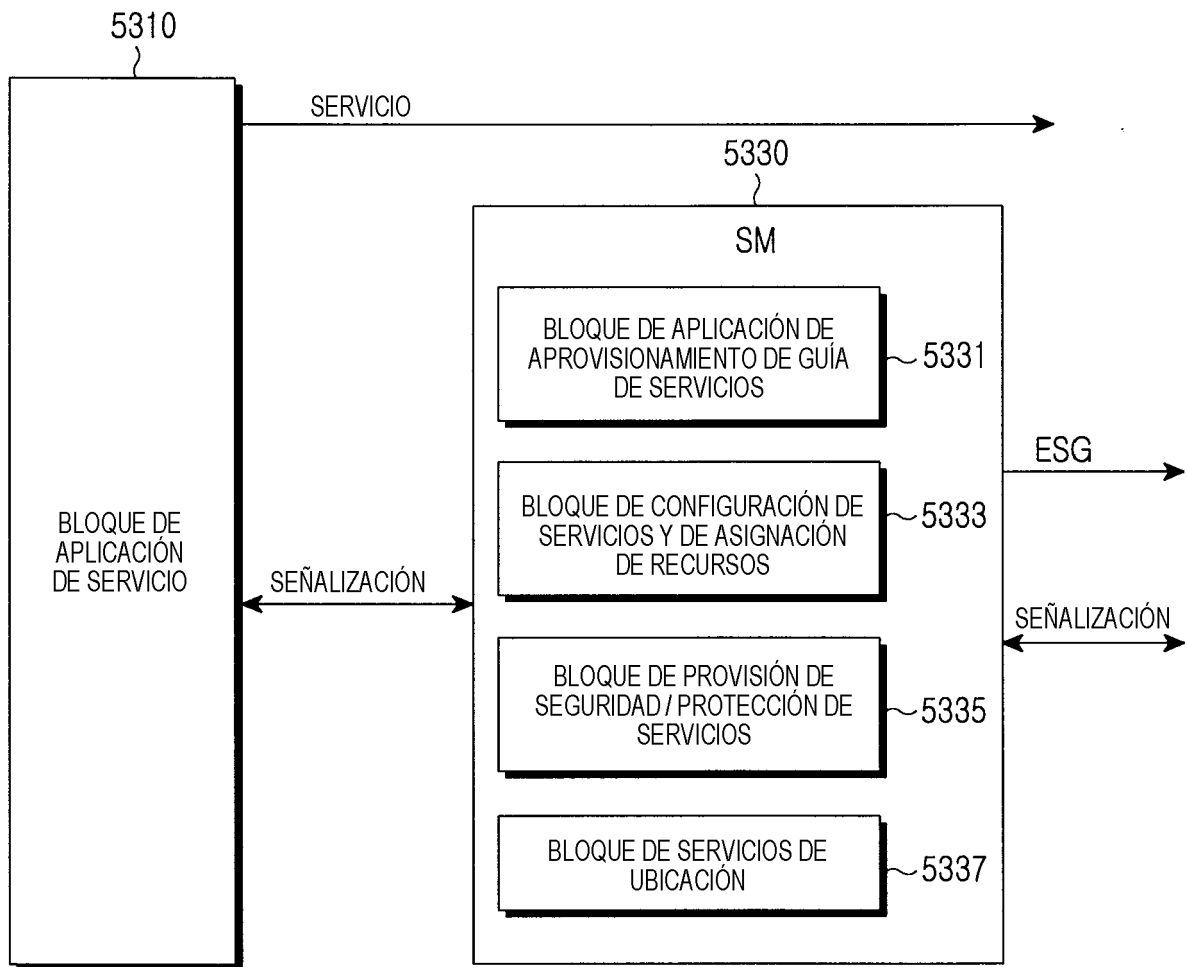 5310
SERVICIO
5330
SM
BLOQUE DE APLICACIÓN DE
APROVISIONAMIENTO DE GUÍA
DE SERVICIOS
5331
ESG
BLOQUE DE CONFIGURACIÓN DE
SERVICIOS Y DE ASIGNACIÓN
DE RECURSOS
5333
BLOQUE DE
APLICACIÓN
DE SERVICIO
SEÑALIZACIÓN
SEÑALIZACIÓN
BLOQUE DE PROVISIÓN DE
SEGURIDAD / PROTECCIÓN DE
SERVICIOS
5335
BLOQUE DE SERVICIOS DE
UBICACIÓN
5337